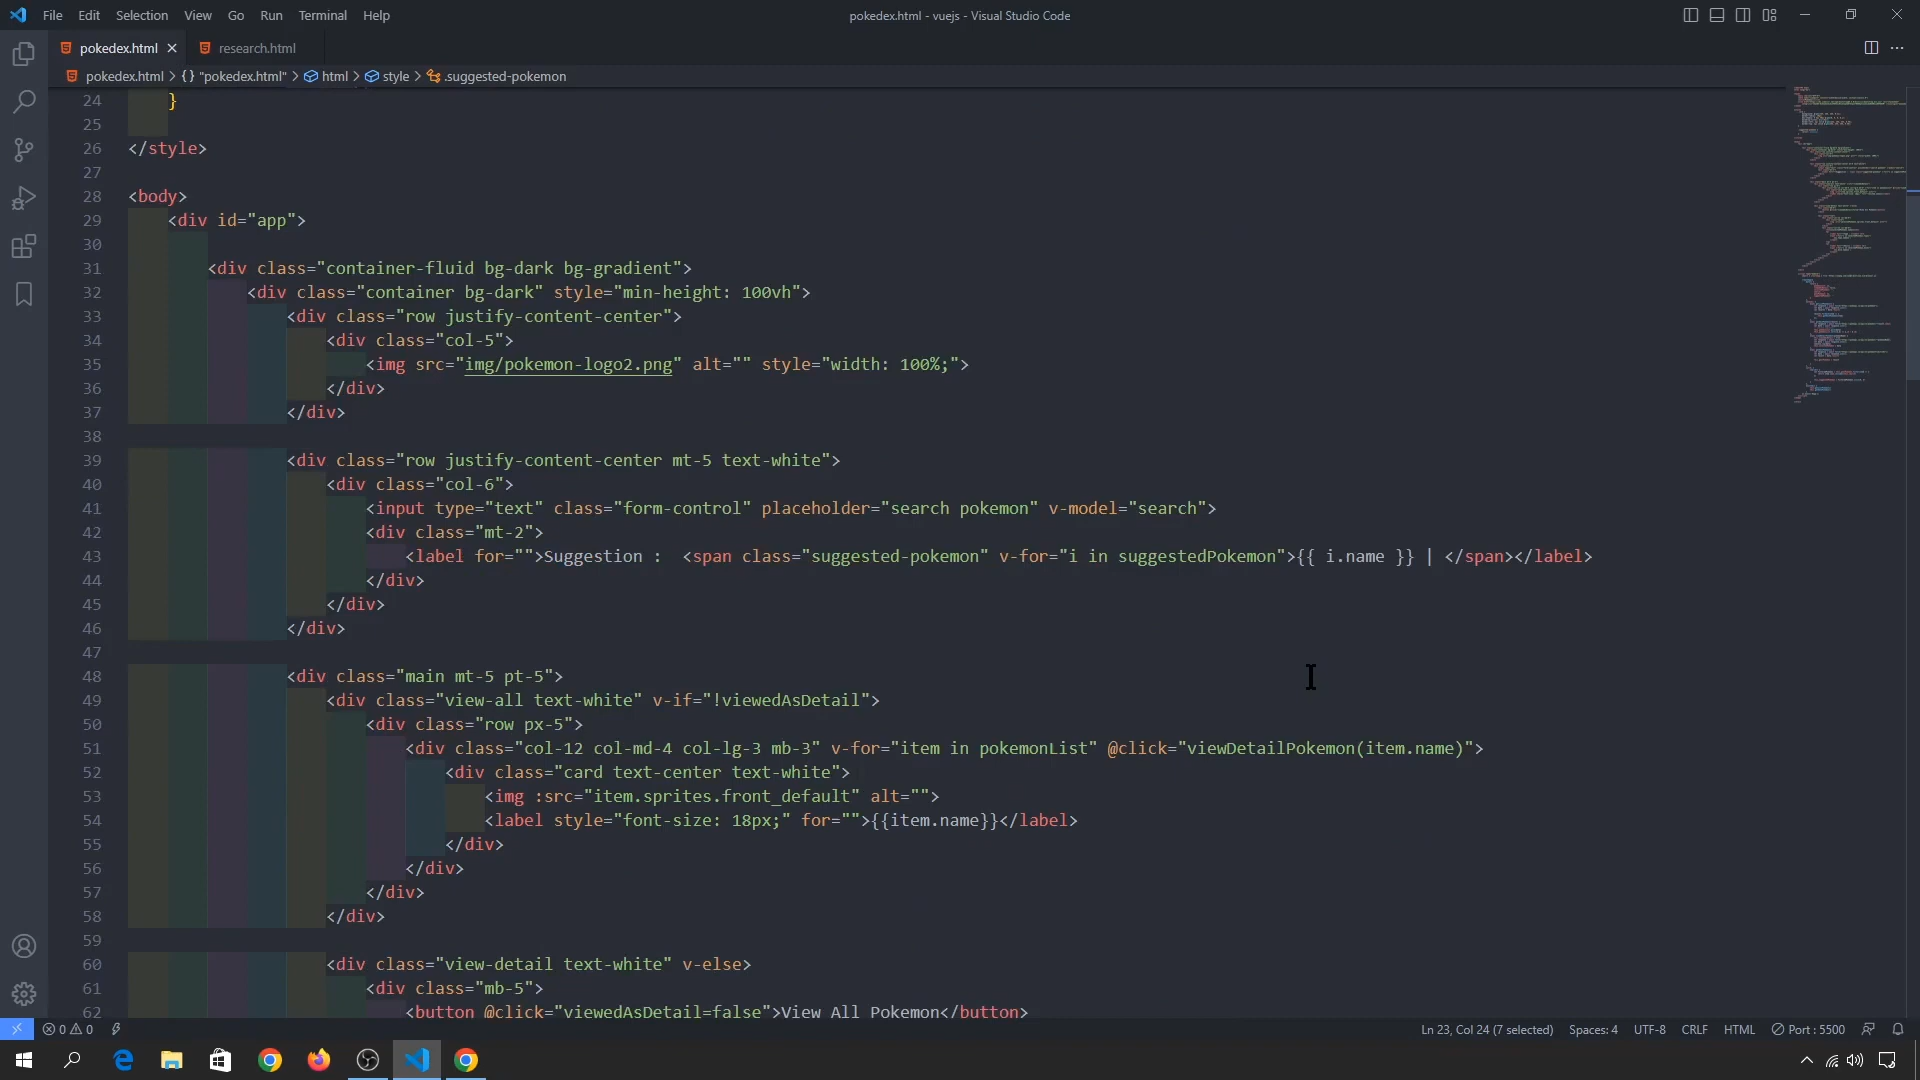 File Edit Selection View Go Run Terminal Help
pokedex.html - vuejs - Visual Studio Code
pokedex.html research.html
pokedex.html > {} "pokedex.html" > html > style > .suggested-pokemon
24 }
25
26 </style>
27
28 <body>
29 <div id="app">
30
31 <div class="container-fluid bg-dark bg-gradient">
32 <div class="container bg-dark" style="min-height: 100vh">
33 <div class="row justify-content-center">
34 <div class="col-5">
35 <img src="img/pokemon-logo2.png" alt="" style="width: 100%;">
36 </div>
37 </div>
38
39 <div class="row justify-content-center mt-5 text-white">
40 <div class="col-6">
41 <input type="text" class="form-control" placeholder="search pokemon" v-model="search">
42 <div class="mt-2">
43 <label for="">Suggestion :  <span class="suggested-pokemon" v-for="i in suggestedPokemon">{{ i.name }} | </span></label>
44 </div>
45 </div>
46 </div>
47
48 <div class="main mt-5 pt-5">
49 <div class="view-all text-white" v-if="!viewedAsDetail">
50 <div class="row px-5">
51 <div class="col-12 col-md-4 col-lg-3 mb-3" v-for="item in pokemonList" @click="viewDetailPokemon(item.name)">
52 <div class="card text-center text-white">
53 <img :src="item.sprites.front_default" alt="">
54 <label style="font-size: 18px;" for="">{{item.name}}</label>
55 </div>
56 </div>
57 </div>
58 </div>
59
60 <div class="view-detail text-white" v-else>
61 <div class="mb-5">
62 <button @click="viewedAsDetail=false">View All Pokemon</button>
0 0 Ln 23, Col 24 (7 selected) Spaces: 4 UTF-8 CRLF HTML Port : 5500